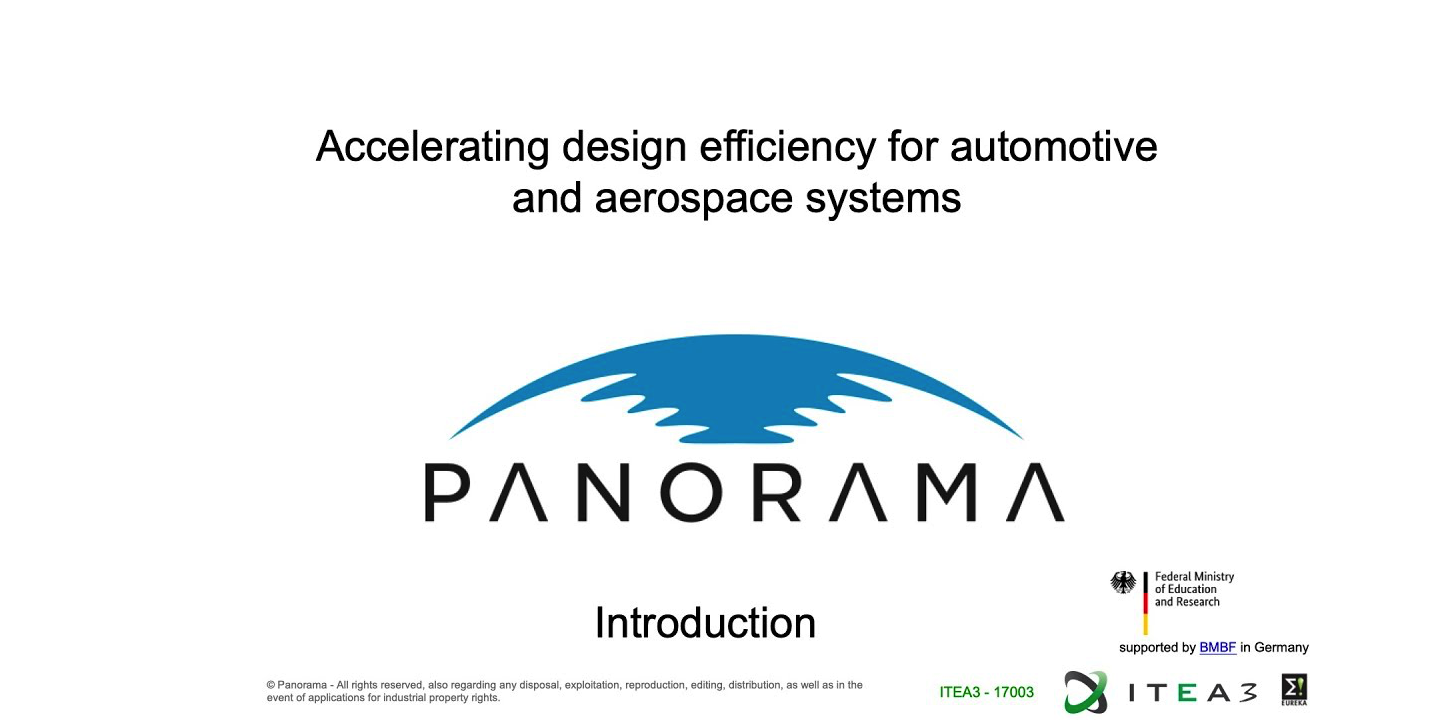 Accelerating design efficiency for automotive
and aerospace systems
PANORAMA
Introduction
Federal Ministry
of Education
and Research
supported by BMBF in Germany
© Panorama - All rights reserved, also regarding any disposal, exploitation, reproduction, editing, distribution, as well as in the
event of applications for industrial property rights.
ITEA3 - 17003
ITEA3
Σ!
EUREKA